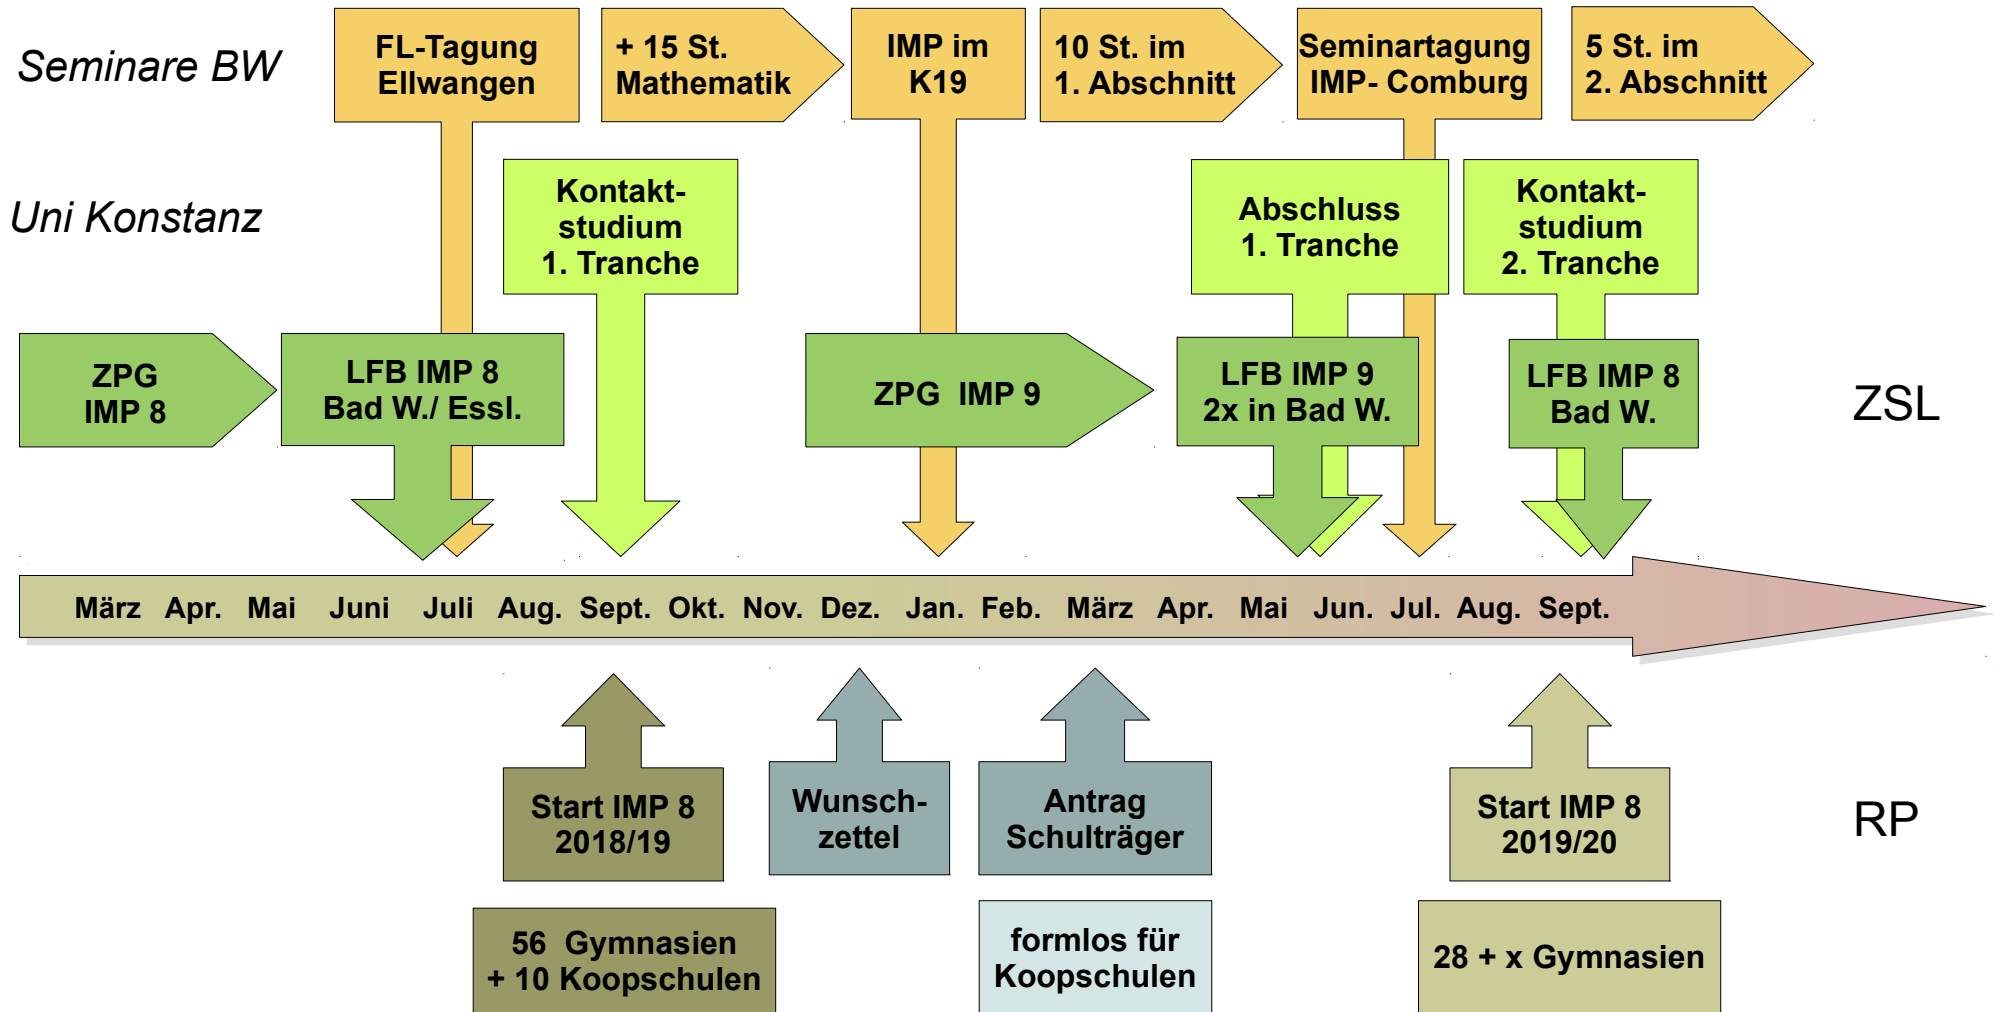 Seminare BW
FL-Tagung
Ellwangen
+ 15 St.
Mathematik
IMP im
K19
10 St. im
1. Abschnitt
Seminartagung
IMP- Comburg
5 St. im
2. Abschnitt
Uni Konstanz
Kontakt-
studium
1. Tranche
Abschluss
1. Tranche
Kontakt-
studium
2. Tranche
ZPG
IMP 8
LFB IMP 8
Bad W./ Essl.
ZPG IMP 9
LFB IMP 9
2x in Bad W.
LFB IMP 8
Bad W.
ZSL
März Apr. Mai Juni Juli Aug. Sept. Okt. Nov. Dez. Jan. Feb. März Apr. Mai Jun. Jul. Aug. Sept.
Start IMP 8
2018/19
Wunsch-
zettel
Antrag
Schulträger
Start IMP 8
2019/20
RP
56 Gymnasien
+ 10 Koopschulen
formlos für
Koopschulen
28 + x Gymnasien